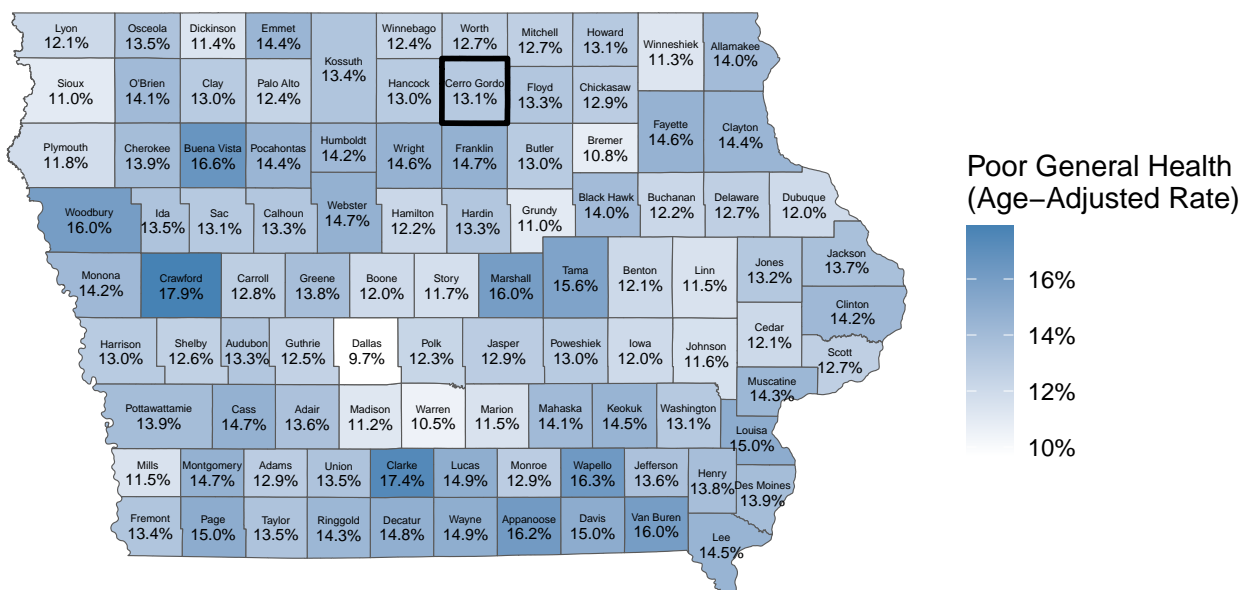 Lyon
12.1%
Osceola
13.5%
Dickinson
11.4%
Emmet
14.4%
Kossuth
13.4%
Winnebago
12.4%
Worth
12.7%
Mitchell
12.7%
Howard
13.1%
Winneshiek
11.3%
Allamakee
14.0%
Sioux
11.0%
O'Brien
14.1%
Clay
13.0%
Palo Alto
12.4%
Hancock
13.0%
Cerro Gordo
13.1%
Floyd
13.3%
Chickasaw
12.9%
Plymouth
11.8%
Cherokee
13.9%
Buena Vista
16.6%
Pocahontas
14.4%
Humboldt
14.2%
Wright
14.6%
Franklin
14.7%
Butler
13.0%
Bremer
10.8%
Fayette
14.6%
Clayton
14.4%
Woodbury
16.0%
Ida
13.5%
Sac
13.1%
Calhoun
13.3%
Webster
14.7%
Hamilton
12.2%
Hardin
13.3%
Grundy
11.0%
Black Hawk
14.0%
Buchanan
12.2%
Delaware
12.7%
Dubuque
12.0%
Monona
14.2%
Crawford
17.9%
Carroll
12.8%
Greene
13.8%
Boone
12.0%
Story
11.7%
Marshall
16.0%
Tama
15.6%
Benton
12.1%
Linn
11.5%
Jones
13.2%
Jackson
13.7%
Clinton
14.2%
Harrison
13.0%
Shelby
12.6%
Audubon
13.3%
Guthrie
12.5%
Dallas
9.7%
Polk
12.3%
Jasper
12.9%
Poweshiek
13.0%
Iowa
12.0%
Johnson
11.6%
Cedar
12.1%
Scott
12.7%
Muscatine
14.3%
Pottawattamie
13.9%
Cass
14.7%
Adair
13.6%
Madison
11.2%
Warren
10.5%
Marion
11.5%
Mahaska
14.1%
Keokuk
14.5%
Washington
13.1%
Louisa
15.0%
Mills
11.5%
Montgomery
14.7%
Adams
12.9%
Union
13.5%
Clarke
17.4%
Lucas
14.9%
Monroe
12.9%
Wapello
16.3%
Jefferson
13.6%
Henry
13.8%
Des Moines
13.9%
Fremont
13.4%
Page
15.0%
Taylor
13.5%
Ringgold
14.3%
Decatur
14.8%
Wayne
14.9%
Appanoose
16.2%
Davis
15.0%
Van Buren
16.0%
Lee
14.5%
Poor General Health
(Age−Adjusted Rate)
16%
14%
12%
10%